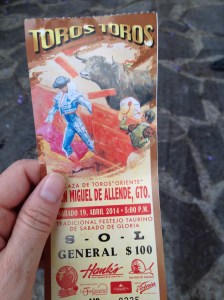 TOROS TOROS
PLAZA DE TOROS "ORIENTE"
SAN MIGUEL DE ALLENDE, GTO.
SABADO 19, ABRIL 2014 - 5:00 P.M.
TRADICIONAL FESTEJO TAURINO
DE SABADO DE GLORIA
S - O - L
GENERAL $100
Hank's